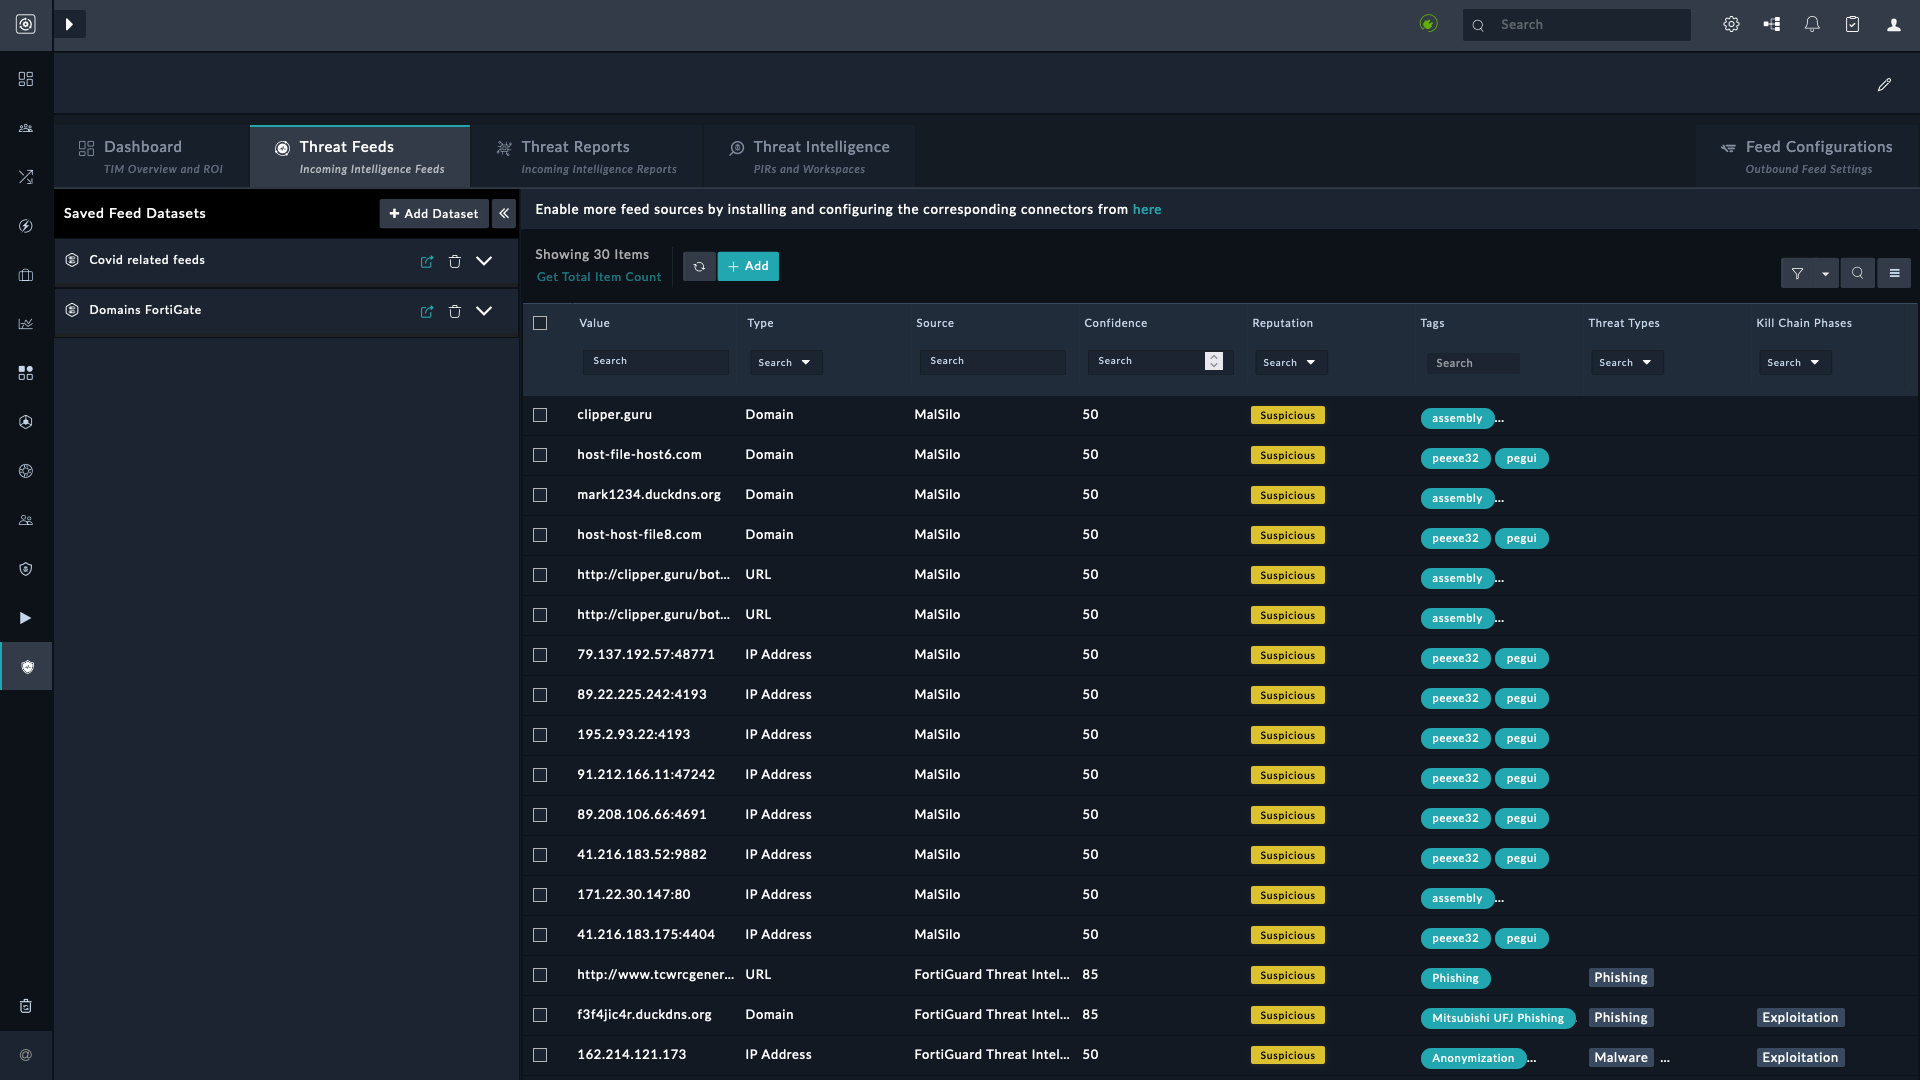 Search
Dashboard
TIM Overview and ROI
Threat Feeds
Incoming Intelligence Feeds
Threat Reports
Incoming Intelligence Reports
Threat Intelligence
PIRs and Workspaces
Feed Configurations
Outbound Feed Settings
Saved Feed Datasets
+ Add Dataset
Covid related feeds
Domains FortiGate
Enable more feed sources by installing and configuring the corresponding connectors from here
Showing 30 Items
Get Total Item Count
+ Add
Value Type Source Confidence Reputation Tags Threat Types Kill Chain Phases
Search Search Search Search Search Search Search Search
clipper.guru Domain MalSilo 50 Suspicious assembly ...
host-file-host6.com Domain MalSilo 50 Suspicious peexe32 pegui
mark1234.duckdns.org Domain MalSilo 50 Suspicious assembly ...
host-host-file8.com Domain MalSilo 50 Suspicious peexe32 pegui
http://clipper.guru/bot... URL MalSilo 50 Suspicious assembly ...
http://clipper.guru/bot... URL MalSilo 50 Suspicious assembly ...
79.137.192.57:48771 IP Address MalSilo 50 Suspicious peexe32 pegui
89.22.225.242:4193 IP Address MalSilo 50 Suspicious peexe32 pegui
195.2.93.22:4193 IP Address MalSilo 50 Suspicious peexe32 pegui
91.212.166.11:47242 IP Address MalSilo 50 Suspicious peexe32 pegui
89.208.106.66:4691 IP Address MalSilo 50 Suspicious peexe32 pegui
41.216.183.52:9882 IP Address MalSilo 50 Suspicious peexe32 pegui
171.22.30.147:80 IP Address MalSilo 50 Suspicious assembly ...
41.216.183.175:4404 IP Address MalSilo 50 Suspicious peexe32 pegui
http://www.tcwrcgener... URL FortiGuard Threat Intel... 85 Suspicious Phishing Phishing
f3f4jic4r.duckdns.org Domain FortiGuard Threat Intel... 85 Suspicious Mitsubishi UFJ Phishing Phishing Exploitation
162.214.121.173 IP Address FortiGuard Threat Intel... 50 Suspicious Anonymization ... Malware ... Exploitation
@